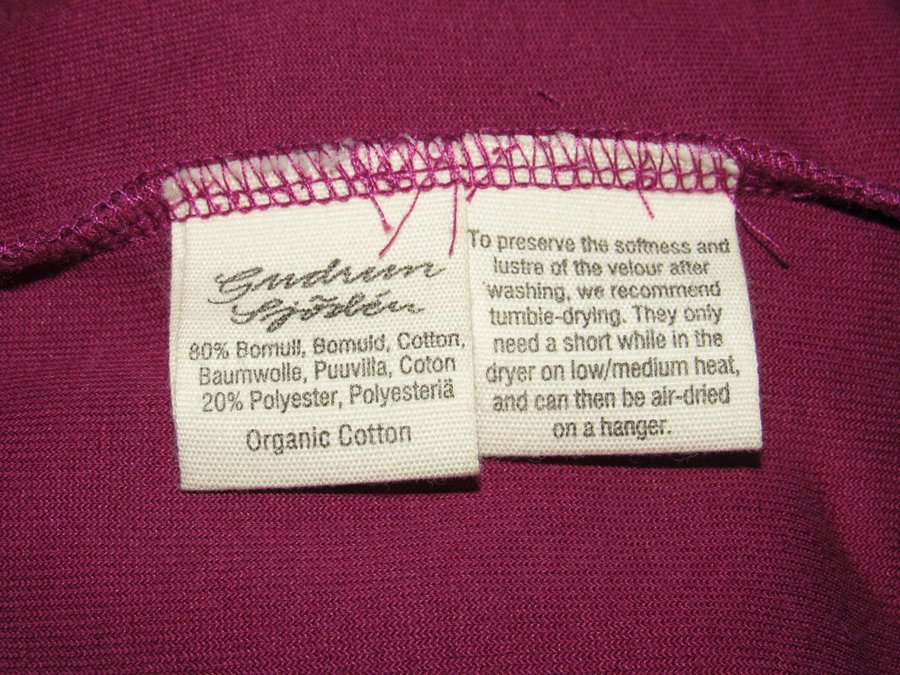 Gudrun
Sjödén
80% Bomull, Bomuld, Cotton,
Baumwolle, Puuvilla, Coton
20% Polyester, Polyesteriä
Organic Cotton
To preserve the softness and
lustre of the velour after
washing, we recommend
tumble-drying. They only
need a short while in the
dryer on low/medium heat,
and can then be air-dried
on a hanger.